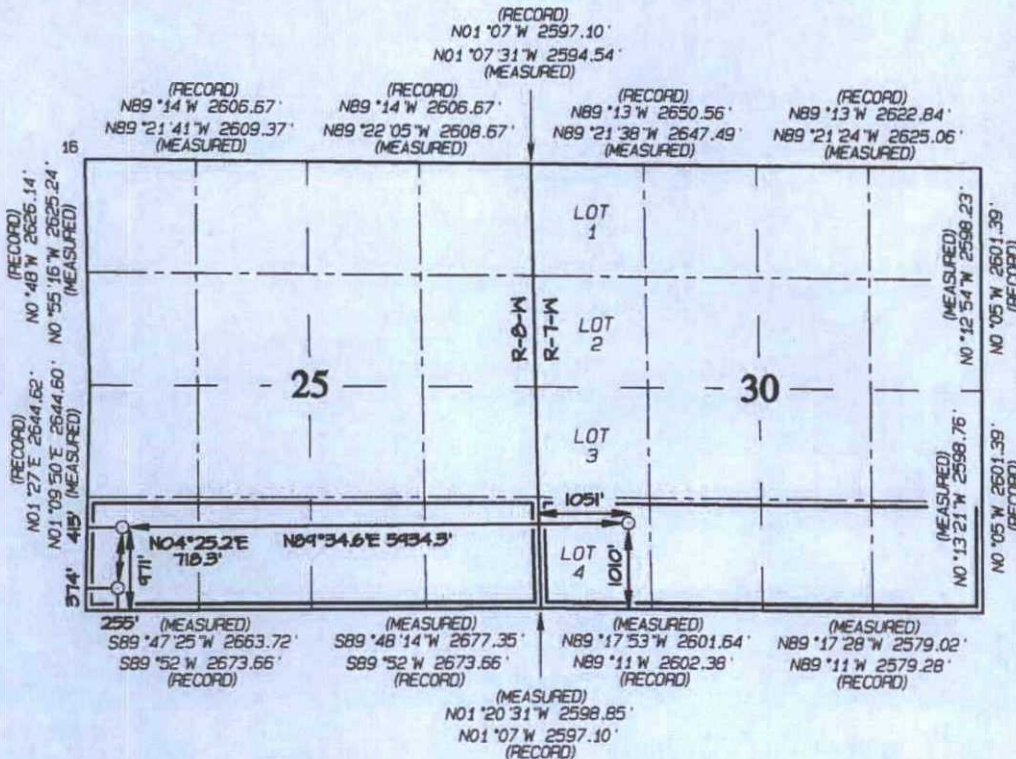 (RECORD)
N01°07'W 2597.10'
N01°07'31"W 2594.54'
(MEASURED)
(RECORD)
N89°14'W 2606.67'
N89°21'41"W 2609.37'
(MEASURED)
(RECORD)
N89°14'W 2606.67'
N89°22'05"W 2608.67'
(MEASURED)
(RECORD)
N89°13'W 2650.56'
N89°21'38"W 2647.49'
(MEASURED)
(RECORD)
N89°13'W 2622.84'
N89°21'24"W 2625.06'
(MEASURED)
16
(RECORD)
N0°48'W 2626.14'
N0°55'16"W 2625.24'
(MEASURED)
LOT
1
(MEASURED)
N0°12'54"W 2598.23'
N0°05'W 2601.39'
(RECORD)
R-8-W
R-7-W
LOT
2
25
30
(RECORD)
N01°27'E 2644.62'
N01°09'50"E 2644.60'
(MEASURED)
LOT
3
(MEASURED)
N0°13'21"W 2598.76'
N0°05'W 2601.39'
(RECORD)
415'
1051'
N04°25.2'E
718.3'
N89°34.6'E 5934.3'
971'
LOT
4
1010'
374'
255'
(MEASURED)
S89°47'25"W 2663.72'
S89°52'W 2673.66'
(RECORD)
(MEASURED)
S89°48'14"W 2677.35'
S89°52'W 2673.66'
(RECORD)
(MEASURED)
N89°17'53"W 2601.64'
N89°11'W 2602.38'
(RECORD)
(MEASURED)
N89°17'28"W 2579.02'
N89°11'W 2579.28'
(RECORD)
(MEASURED)
N01°20'31"W 2598.85'
N01°07'W 2597.10'
(RECORD)